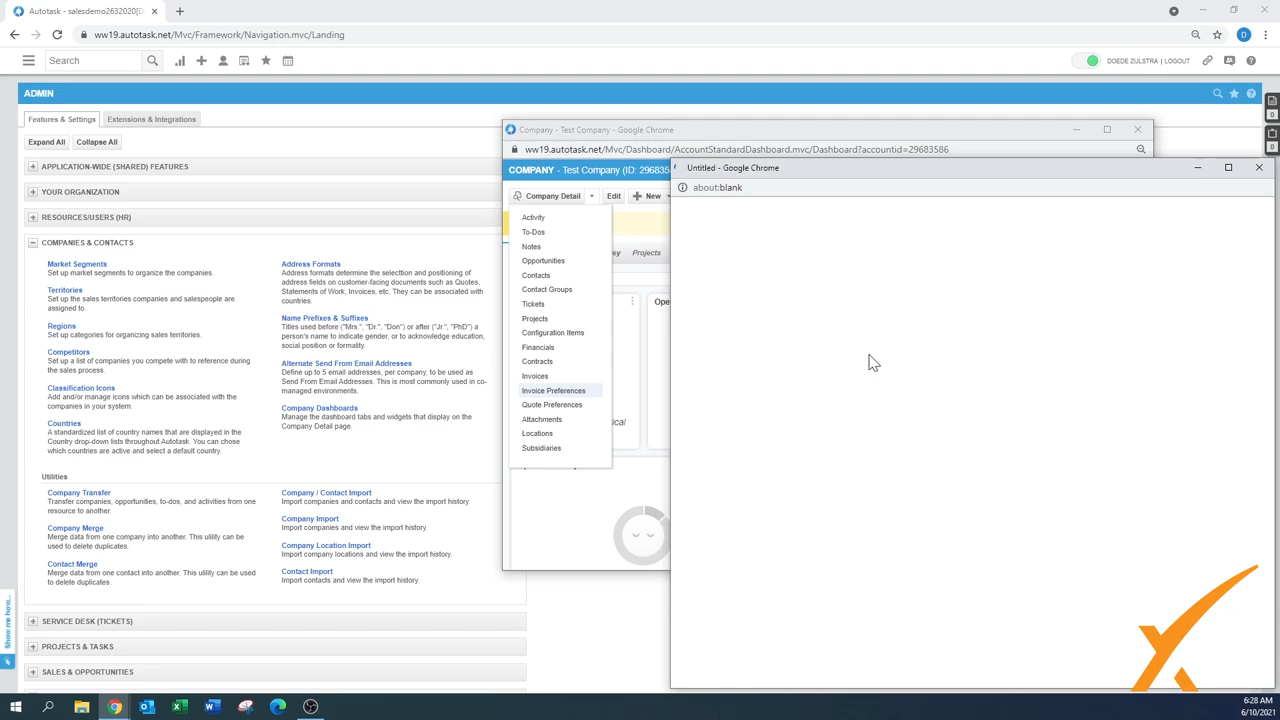 Autotask - salesdemo2632020[De
ww19.autotask.net/Mvc/Framework/Navigation.mvc/Landing
D
Search
DOEDE ZIJLSTRA | LOGOUT
ADMIN
Features & Settings
Extensions & Integrations
0
Expand All
Collapse All
0
APPLICATION-WIDE (SHARED) FEATURES
YOUR ORGANIZATION
RESOURCES/USERS (HR)
COMPANIES & CONTACTS
Market Segments
Set up market segments to organize the companies.
Territories
Set up the sales territories companies and salespeople are
assigned to.
Regions
Set up categories for organizing sales territories.
Competitors
Set up a list of companies you compete with to reference during
the sales process.
Classification Icons
Add and/or manage icons which can be associated with the
companies in your system.
Countries
A standardized list of country names that are displayed in the
Country drop-down lists throughout Autotask. You can chose
which countries are active and select a default country.
Address Formats
Address formats determine the selecttion and positioning of
address fields on customer-facing documents such as Quotes,
Statements of Work, Invoices, etc. They can be associated with
countries.
Name Prefixes & Suffixes
Titles used before ("Mrs.", "Dr.", "Don") or after ("Jr.", "PhD") a
person's name to indicate gender, or to acknowledge education,
social position or formality.
Alternate Send From Email Addresses
Define up to 5 email addresses, per company, to be used as
Send From Email Addresses. This is most commonly used in co-
managed environments.
Company Dashboards
Manage the dashboard tabs and widgets that display on the
Company Detail page.
Utilities
Company Transfer
Transfer companies, opportunities, to-dos, and activities from one
resource to another.
Company Merge
Merge data from one company into another. This ulility can be
used to delete duplicates.
Contact Merge
Merge data from one contact into another. This ulility can be used
to delete duplicates.
Company / Contact Import
Import companies and contacts and view the import history.
Company Import
Import companies and view the import history.
Company Location Import
Import company locations and view the import history.
Contact Import
Import contacts and view the import history.
SERVICE DESK (TICKETS)
PROJECTS & TASKS
SALES & OPPORTUNITIES
Show me how...
Company - Test Company - Google Chrome
ww19.autotask.net/Mvc/Dashboard/AccountStandardDashboard.mvc/Dashboard?accountid=29683586
COMPANY - Test Company (ID: 2968358
Company Detail
Edit
New
Activity
To-Dos
Notes
Opportunities
Contacts
Contact Groups
Tickets
Projects
Configuration Items
Financials
Contracts
Invoices
Invoice Preferences
Quote Preferences
Attachments
Locations
Subsidiaries
ey
Projects
Ope
ical
Untitled - Google Chrome
about:blank
6:28 AM
6/10/2021